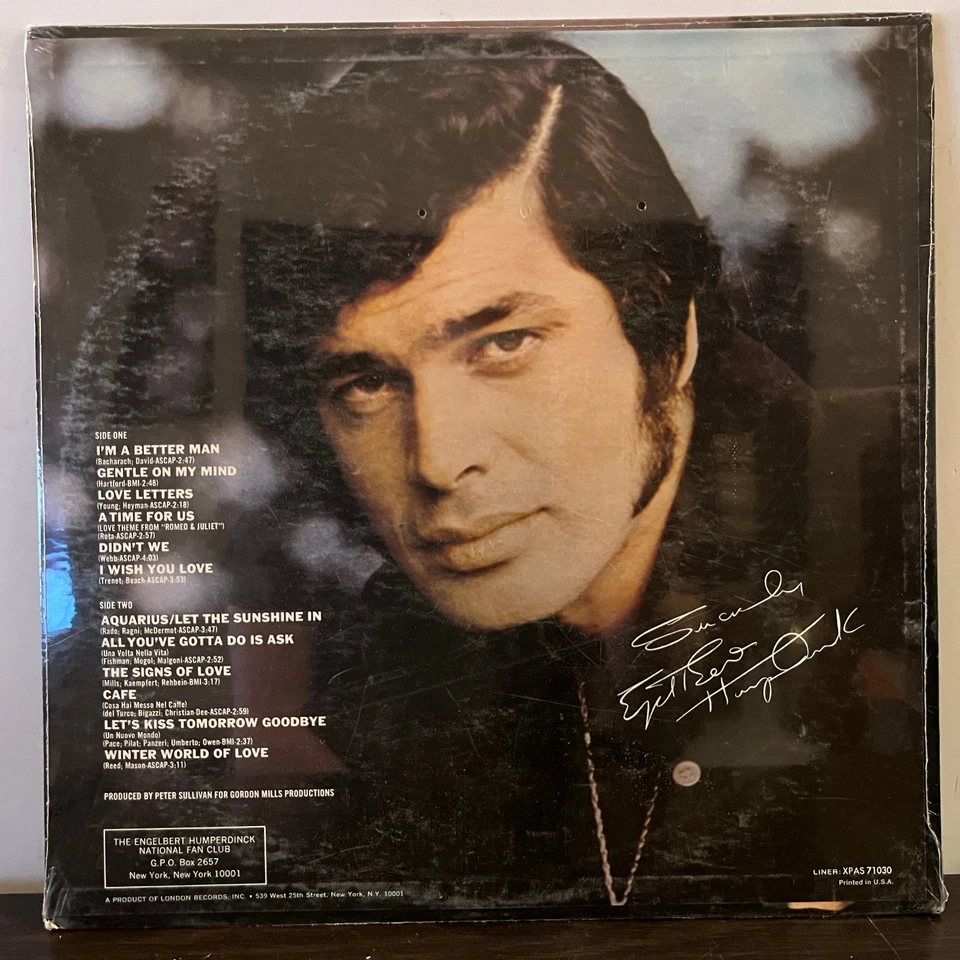 SIDE ONE
I'M A BETTER MAN
(Bacharach; David-ASCAP-2:47)
GENTLE ON MY MIND
(Hartford-BMI-2:48)
LOVE LETTERS
(Young; Heyman-ASCAP-2:18)
A TIME FOR US
(LOVE THEME FROM "ROMEO & JULIET")
(Rota-ASCAP-2:57)
DIDN'T WE
(Webb-ASCAP-4:03)
I WISH YOU LOVE
(Trenet; Beach-ASCAP-3:53)
SIDE TWO
AQUARIUS/LET THE SUNSHINE IN
(Rado; Ragni; McDermot-ASCAP-3:47)
ALL YOU'VE GOTTA DO IS ASK
(Una Volta Nella Vita)
(Fishman; Mogol; Malgoni-ASCAP-2:52)
THE SIGNS OF LOVE
(Mills; Kaempfert; Rehbein-BMI-3:17)
CAFE
(Cosa Hai Messo Nel Caffe)
(del Turco; Bigazzi; Christian-Dee-ASCAP-2:59)
LET'S KISS TOMORROW GOODBYE
(Un Nuovo Mondo)
(Pace; Pilat; Panzeri; Umberto; Owen-BMI-2:37)
WINTER WORLD OF LOVE
(Reed; Mason-ASCAP-3:11)
PRODUCED BY PETER SULLIVAN FOR GORDON MILLS PRODUCTIONS
Sincerely
Engelbert
Humperdinck
THE ENGELBERT HUMPERDINCK
NATIONAL FAN CLUB
G.P.O. Box 2657
New York, New York 10001
A PRODUCT OF LONDON RECORDS, INC. • 539 West 25th Street, New York, N.Y. 10001
LINER: XPAS 71030
Printed in U.S.A.